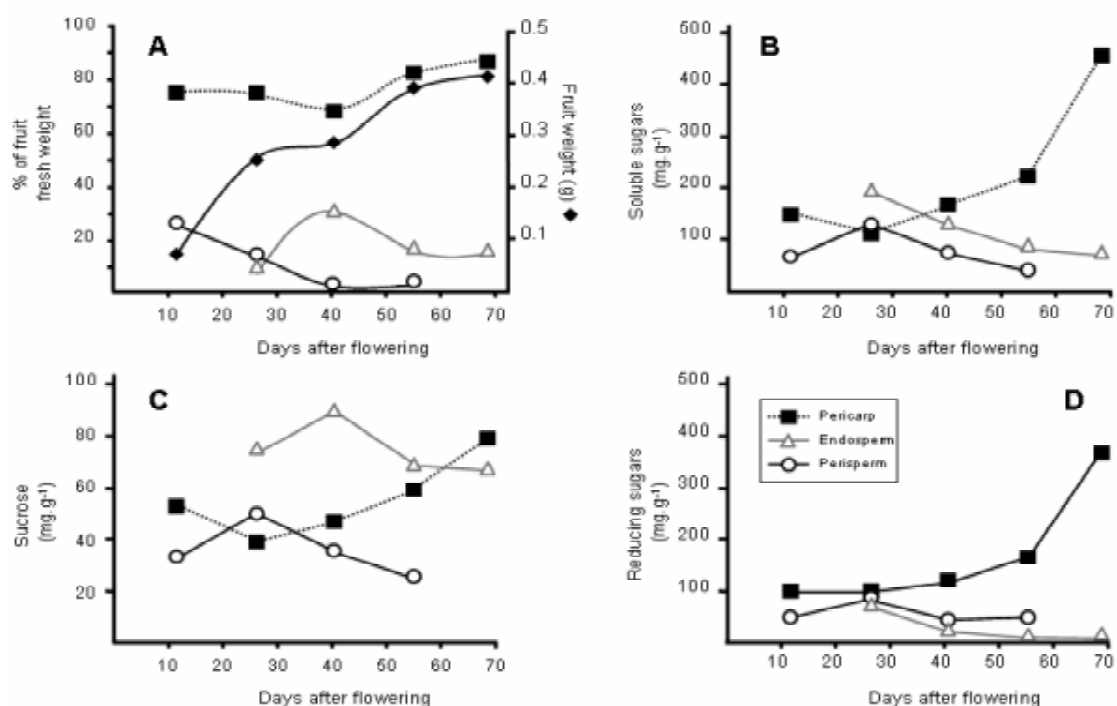 A
% of fruit
fresh weight
100
80
60
40
20
0.5
0.4
0.3
0.2
0.1
Fruit weight (g)
10 20 30 40 50 60 70
Days after flowering
B
Soluble sugars
(mg.g-1)
500
400
300
200
100
10 20 30 40 50 60 70
Days after flowering
C
Sucrose
(mg.g-1)
100
80
60
40
20
10 20 30 40 50 60 70
Days after flowering
D
Reducing sugars
(mg.g-1)
500
400
300
200
100
Pericarp
Endosperm
Perisperm
10 20 30 40 50 60 70
Days after flowering